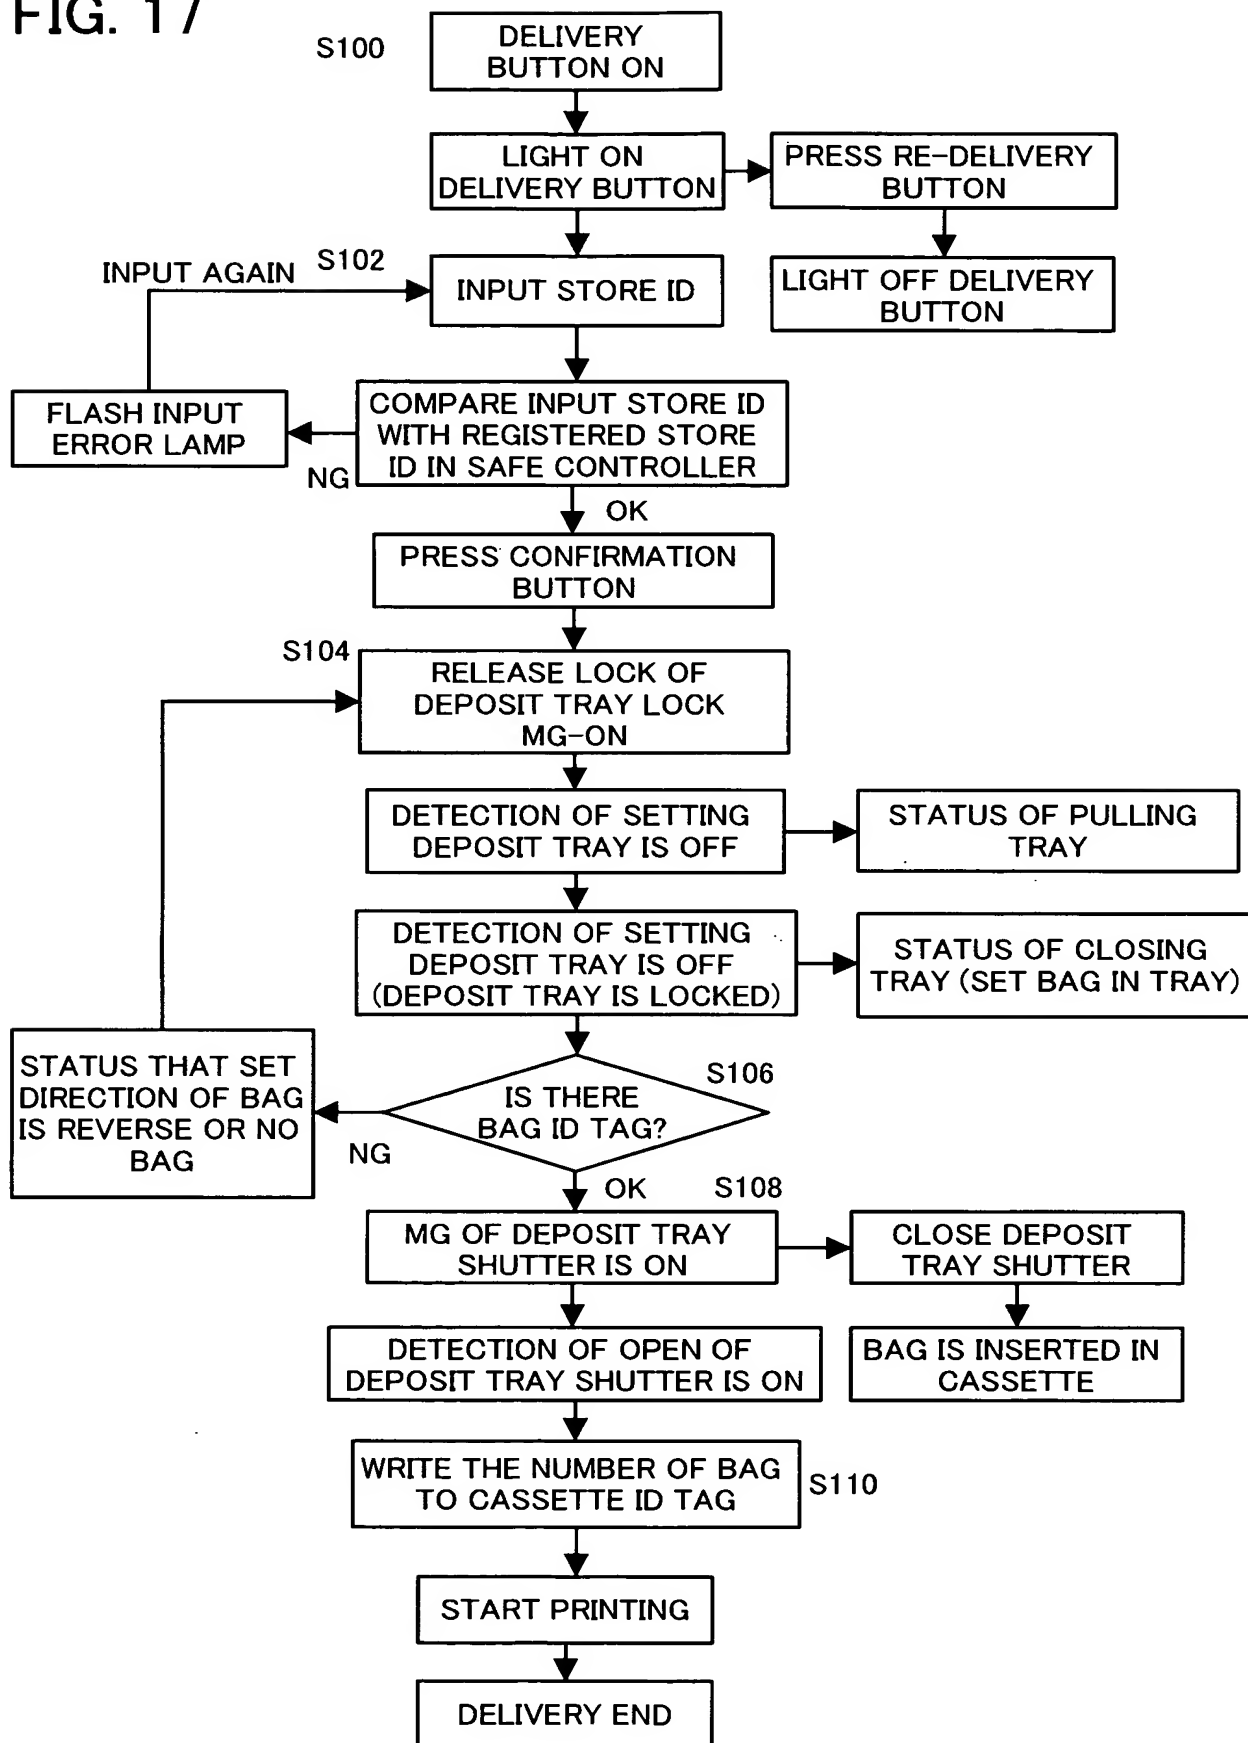 FIG. 17
S100
DELIVERY
BUTTON ON
LIGHT ON
DELIVERY BUTTON
PRESS RE-DELIVERY
BUTTON
LIGHT OFF DELIVERY
BUTTON
S102
INPUT AGAIN
INPUT STORE ID
FLASH INPUT
ERROR LAMP
COMPARE INPUT STORE ID
WITH REGISTERED STORE
ID IN SAFE CONTROLLER
NG
OK
PRESS CONFIRMATION
BUTTON
S104
RELEASE LOCK OF
DEPOSIT TRAY LOCK
MG-ON
DETECTION OF SETTING
DEPOSIT TRAY IS OFF
STATUS OF PULLING
TRAY
DETECTION OF SETTING
DEPOSIT TRAY IS OFF
(DEPOSIT TRAY IS LOCKED)
STATUS OF CLOSING
TRAY (SET BAG IN TRAY)
STATUS THAT SET
DIRECTION OF BAG
IS REVERSE OR NO
BAG
S106
IS THERE
BAG ID TAG?
NG
OK
S108
MG OF DEPOSIT TRAY
SHUTTER IS ON
CLOSE DEPOSIT
TRAY SHUTTER
DETECTION OF OPEN OF
DEPOSIT TRAY SHUTTER IS ON
BAG IS INSERTED IN
CASSETTE
WRITE THE NUMBER OF BAG
TO CASSETTE ID TAG
S110
START PRINTING
DELIVERY END